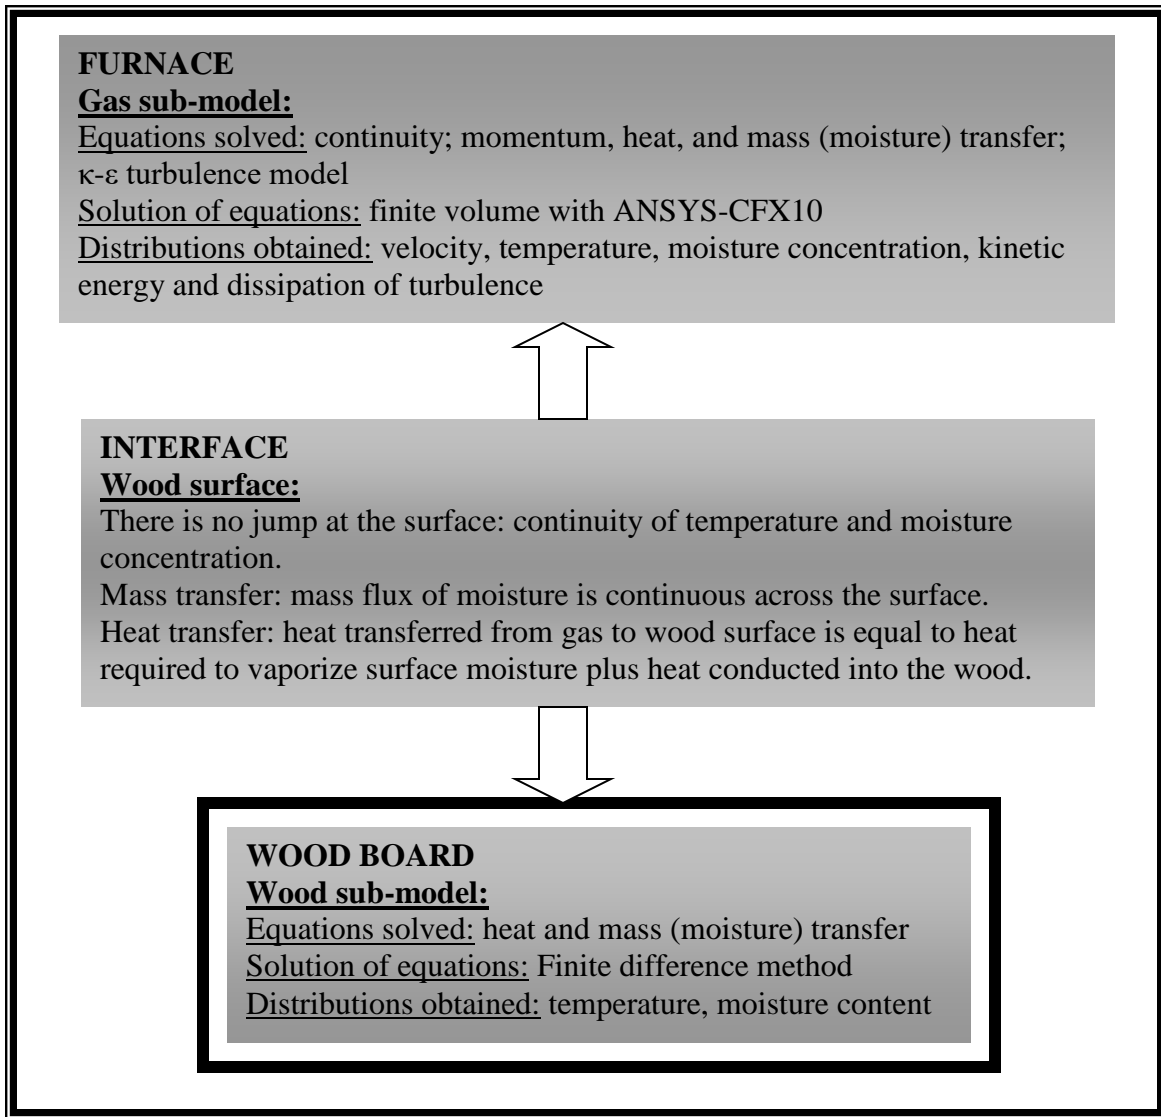 FURNACE
Gas sub-model:
Equations solved: continuity; momentum, heat, and mass (moisture) transfer;
κ-ε turbulence model
Solution of equations: finite volume with ANSYS-CFX10
Distributions obtained: velocity, temperature, moisture concentration, kinetic
energy and dissipation of turbulence
INTERFACE
Wood surface:
There is no jump at the surface: continuity of temperature and moisture
concentration.
Mass transfer: mass flux of moisture is continuous across the surface.
Heat transfer: heat transferred from gas to wood surface is equal to heat
required to vaporize surface moisture plus heat conducted into the wood.
WOOD BOARD
Wood sub-model:
Equations solved: heat and mass (moisture) transfer
Solution of equations: Finite difference method
Distributions obtained: temperature, moisture content